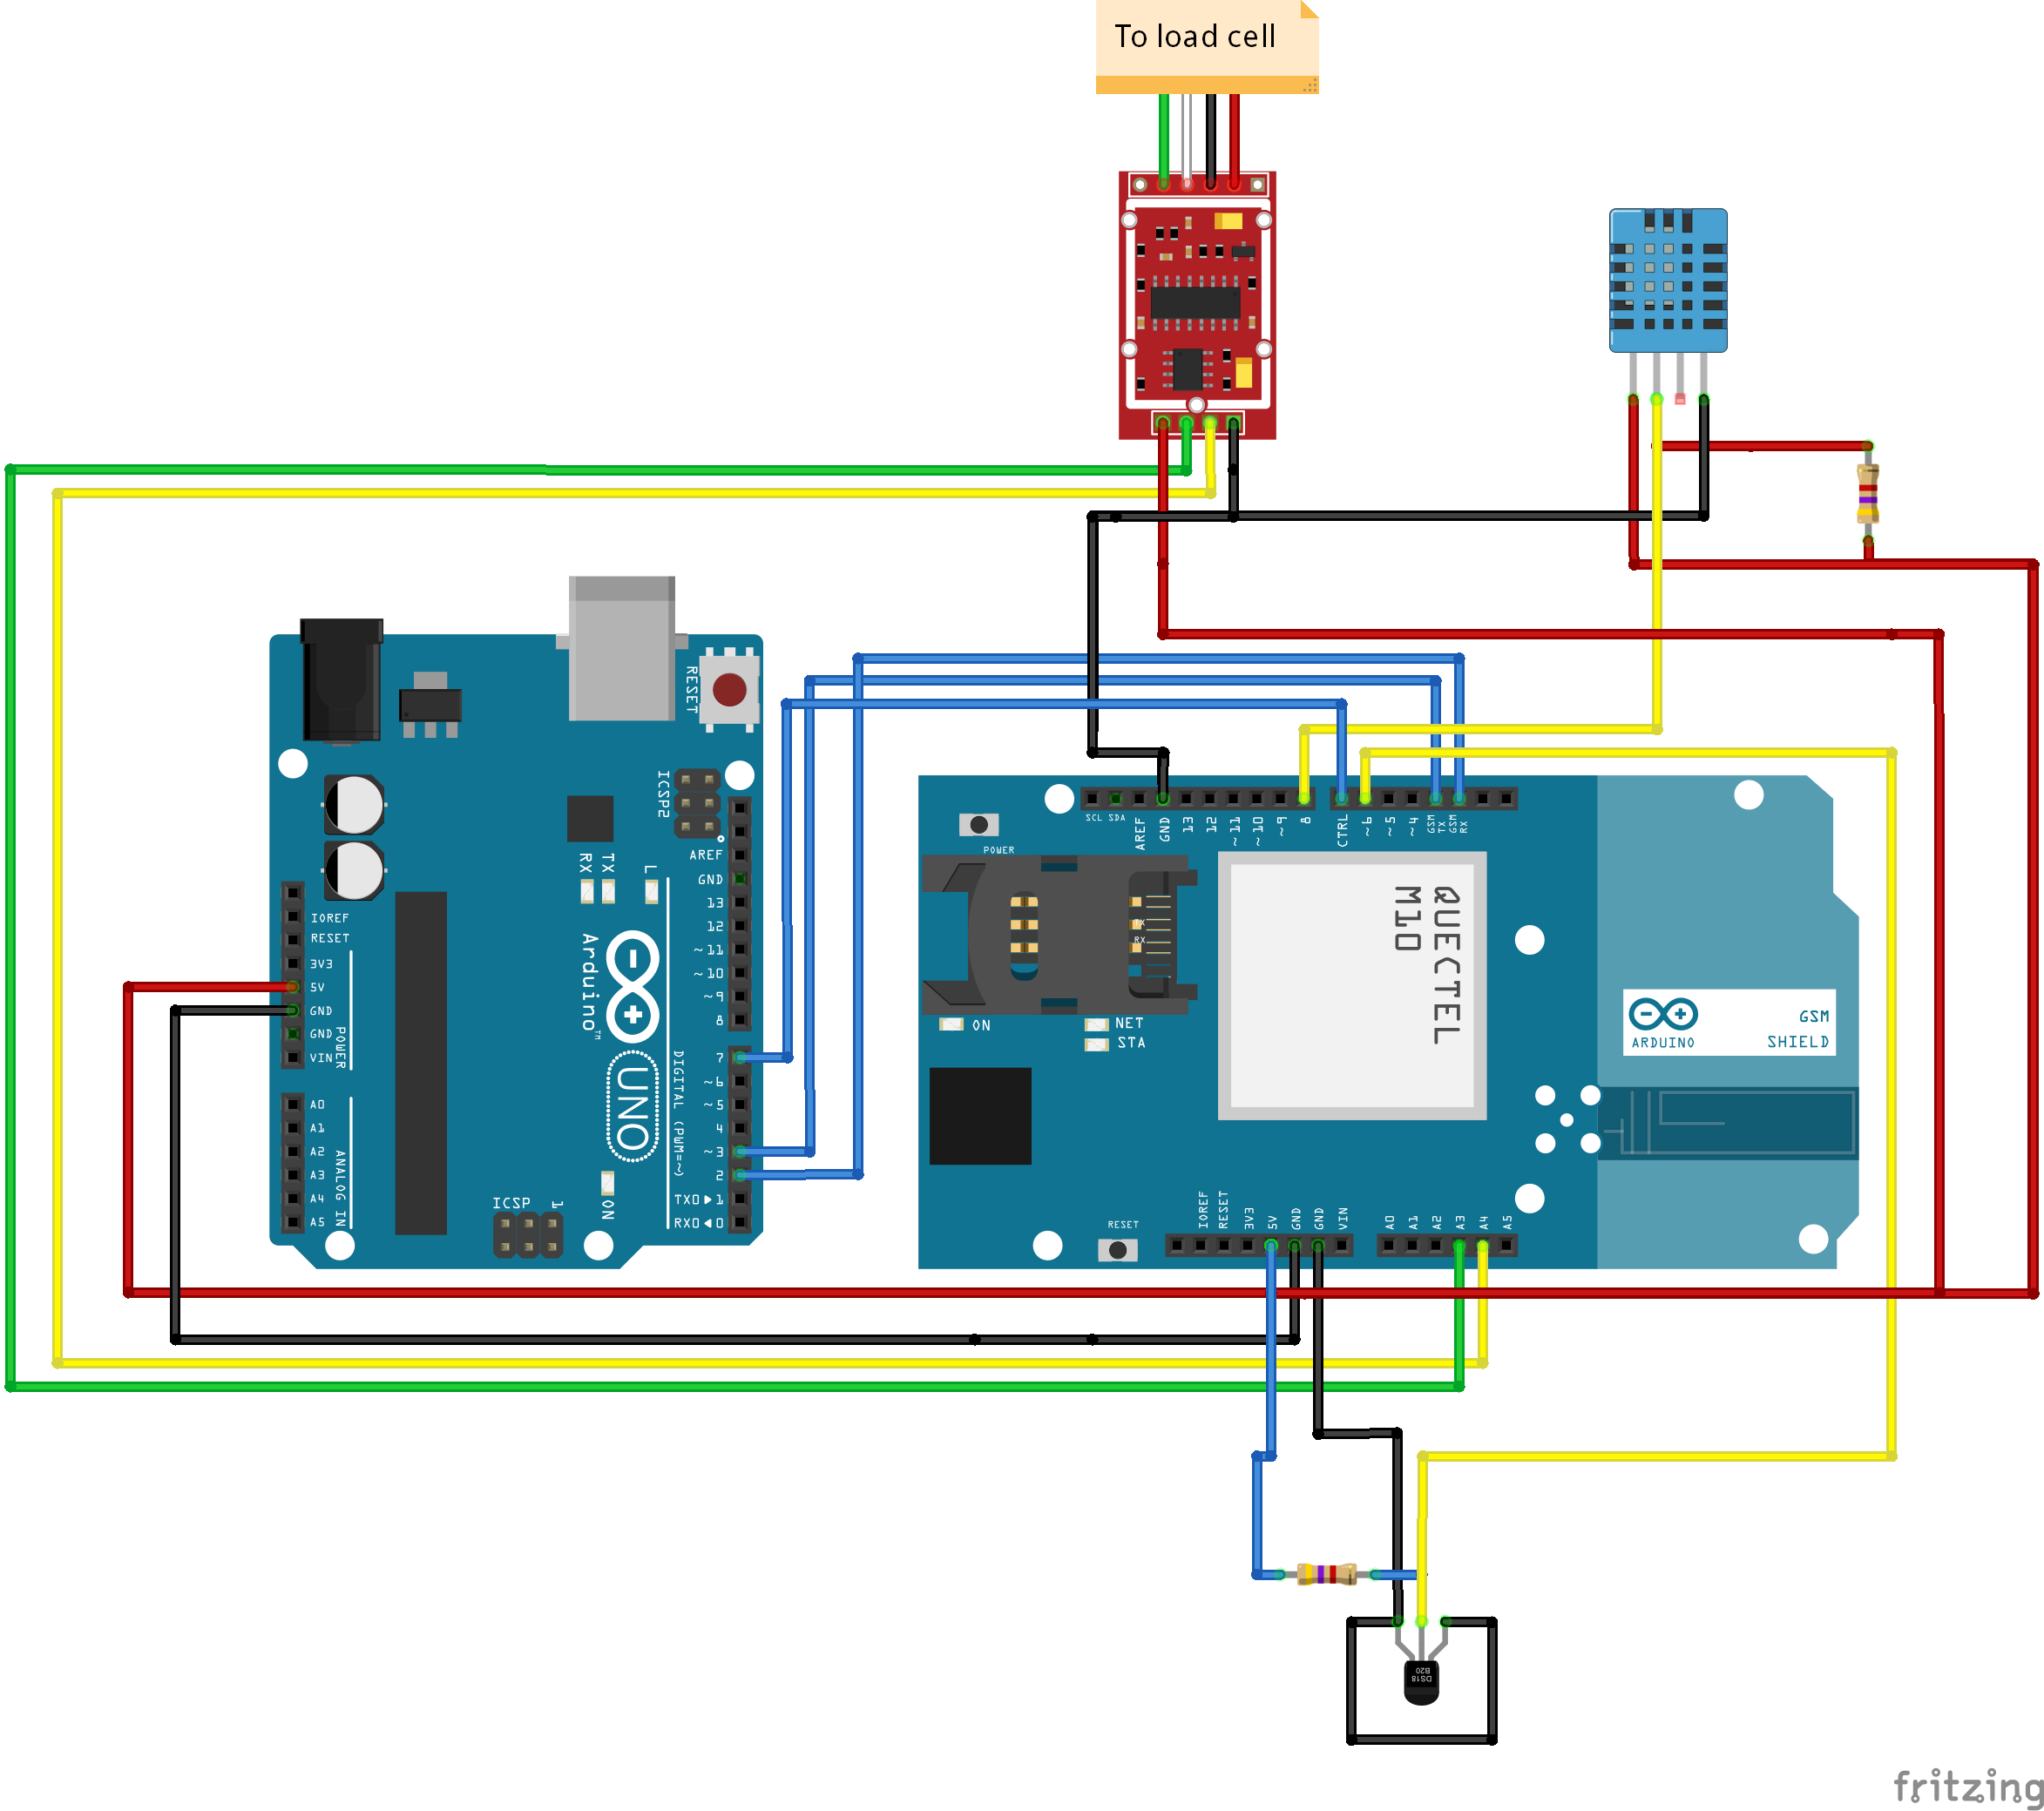 To load cell
RESET
ICSP2
RX
TX
L
AREF
GND
13
12
~11
~10
~9
8
7
~6
~5
4
~3
2
TX0▶1
RX0◀0
DIGITAL (PWM=~)
IOREF
RESET
3V3
5V
GND
GND
VIN
POWER
A0
A1
A2
A3
A4
A5
ANALOG IN
Arduino™
UNO
ON
ICSP
1
SCL SDA
AREF
GND
13
12
~11
~10
~9
8
CTRL
~6
~5
~4
GSM TX
GSM RX
POWER
TX
RX
QUECTEL
M10
ON
NET
STA
ARDUINO
GSM
SHIELD
RESET
IOREF
RESET
3V3
5V
GND
GND
VIN
A0
A1
A2
A3
A4
A5
DS18
B20
fritzing